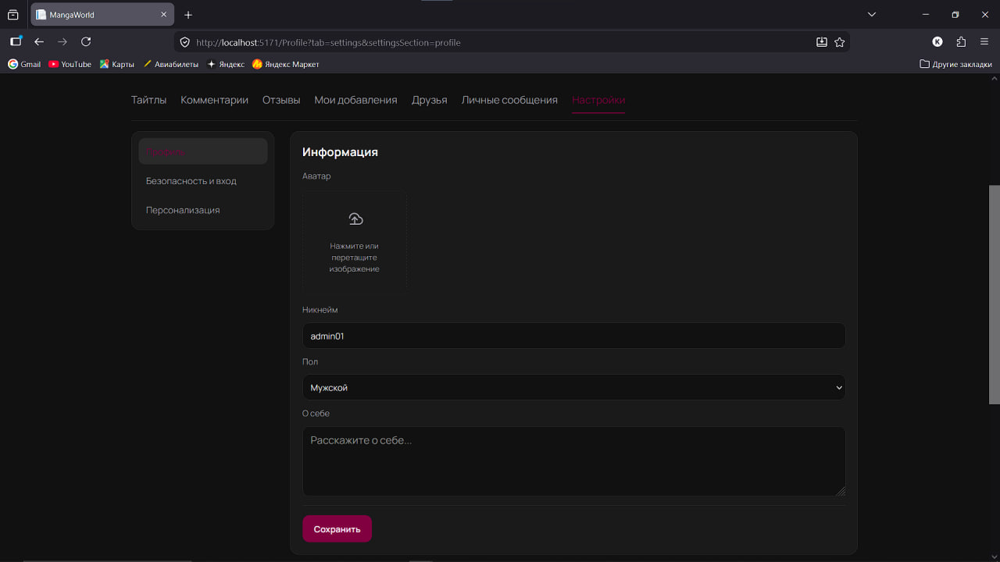 MangaWorld
http://localhost:5171/Profile?tab=settings&settingsSection=profile
K
Gmail YouTube Карты Авиабилеты Яндекс Яндекс Маркет Другие закладки
Тайтлы Комментарии Отзывы Мои добавления Друзья Личные сообщения Настройки
Профиль
Безопасность и вход
Персонализация
Информация
Аватар
Нажмите или
перетащите
изображение
Никнейм
admin01
Пол
Мужской
О себе
Расскажите о себе...
Сохранить